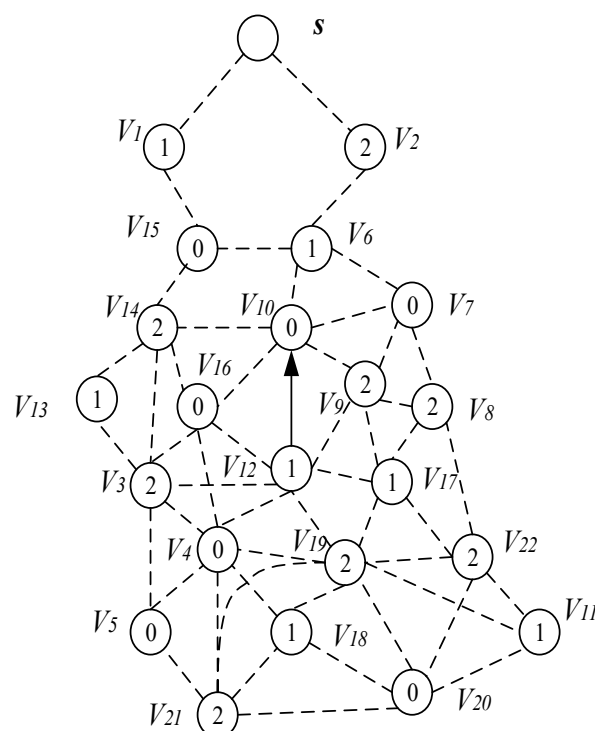 s
V1 1 2 V2
V15 0 1 V6
V14 2 V10 0 0 V7
V13 1 V16 0 2 V9 2 V8
V3 2 V12 1 1 V17
V4 0 V19 2 2 V22
V5 0 1 V18 1 V11
V21 2 0 V20